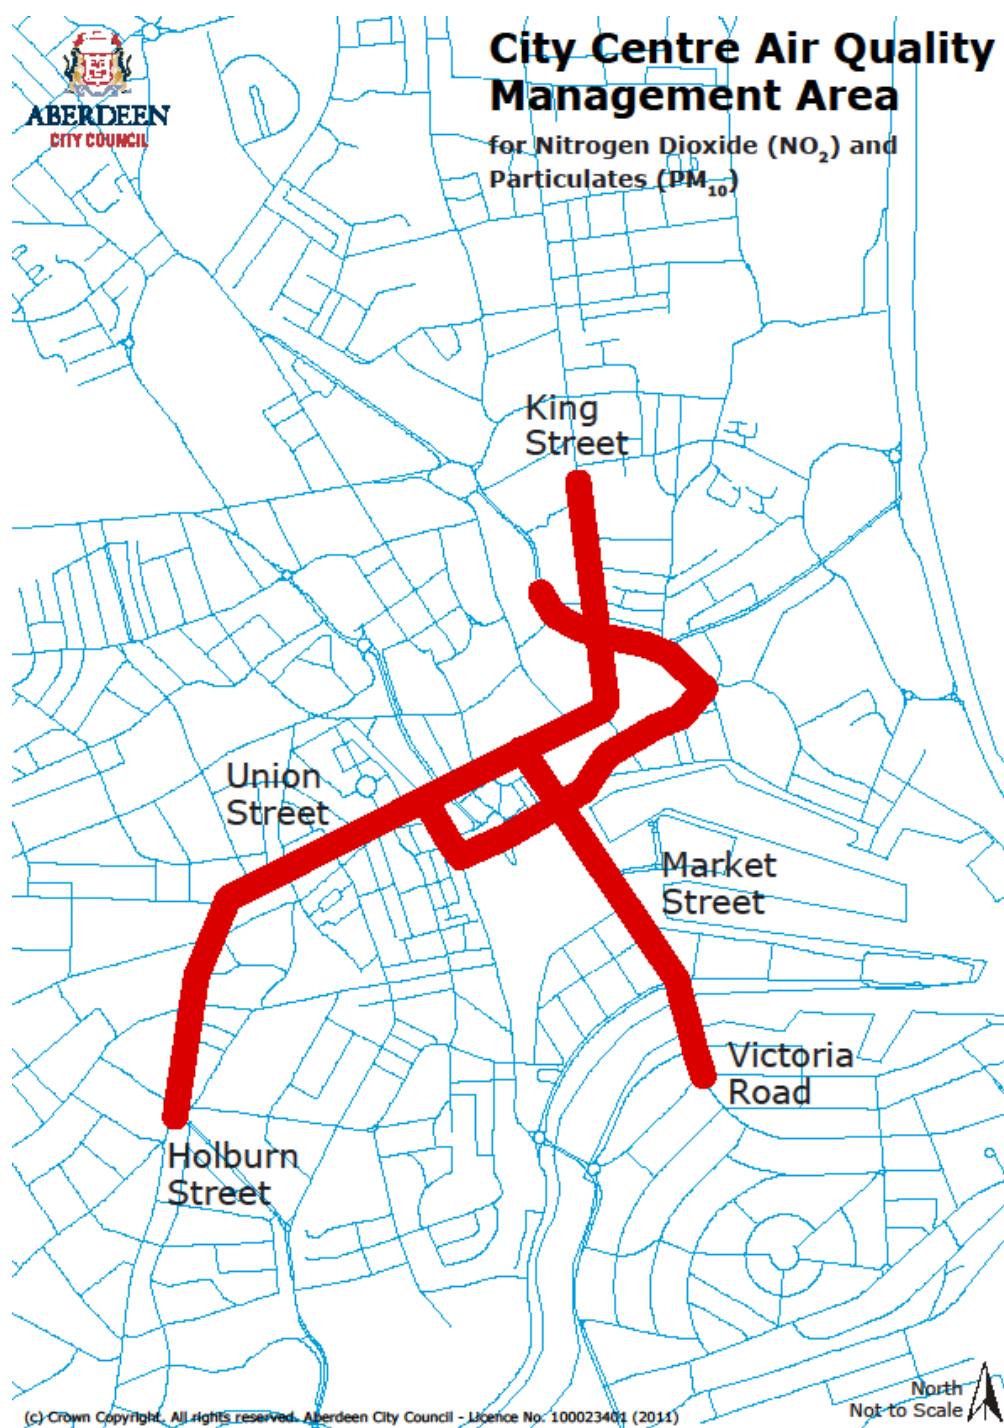 ABERDEEN
CITY COUNCIL
City Centre Air Quality
Management Area
for Nitrogen Dioxide (NO₂) and
Particulates (PM₁₀)
King
Street
Union
Street
Market
Street
Victoria
Road
Holburn
Street
North
Not to Scale
(c) Crown Copyright. All rights reserved. Aberdeen City Council - Licence No. 100023401 (2011)